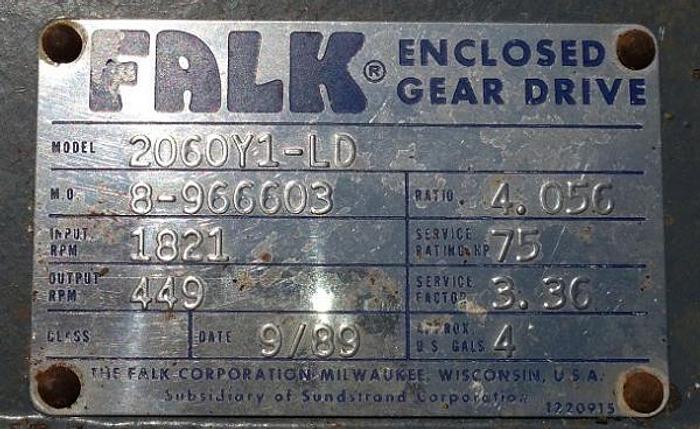 FALK® ENCLOSED GEAR DRIVE
MODEL 2060Y1-LD
M.O. 8-966603 RATIO 4.056
INPUT RPM 1821 SERVICE RATING HP 75
OUTPUT RPM 449 SERVICE FACTOR 3.36
CLASS DATE 9/89 APPROX U.S GALS 4
THE FALK CORPORATION MILWAUKEE, WISCONSIN, U.S.A.
Subsidiary of Sundstrand Corporation
1220915